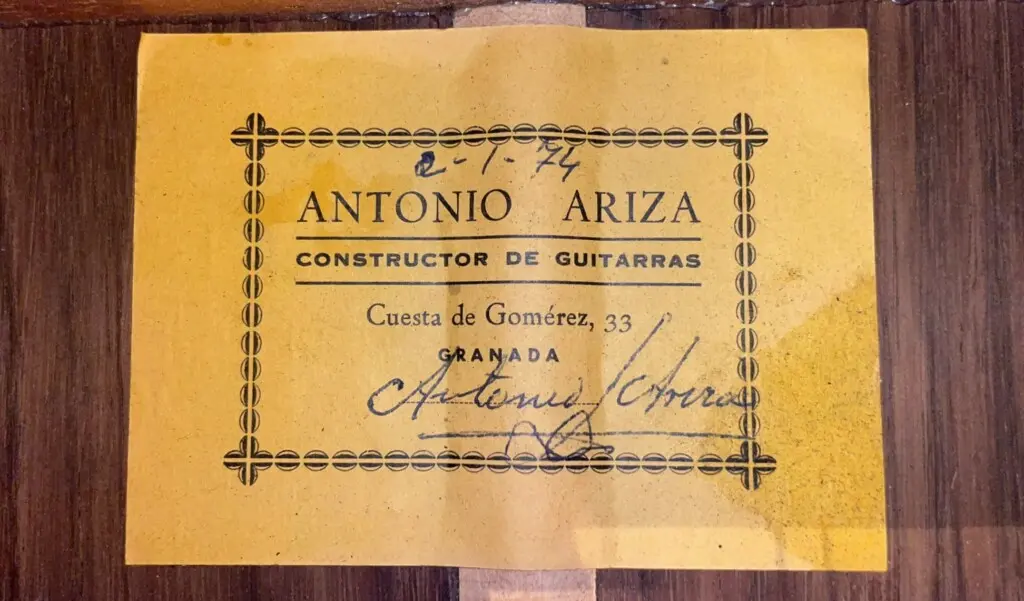 2-1-74
ANTONIO ARIZA
CONSTRUCTOR DE GUITARRAS
Cuesta de Gomérez, 33
GRANADA
Antonio Ariza